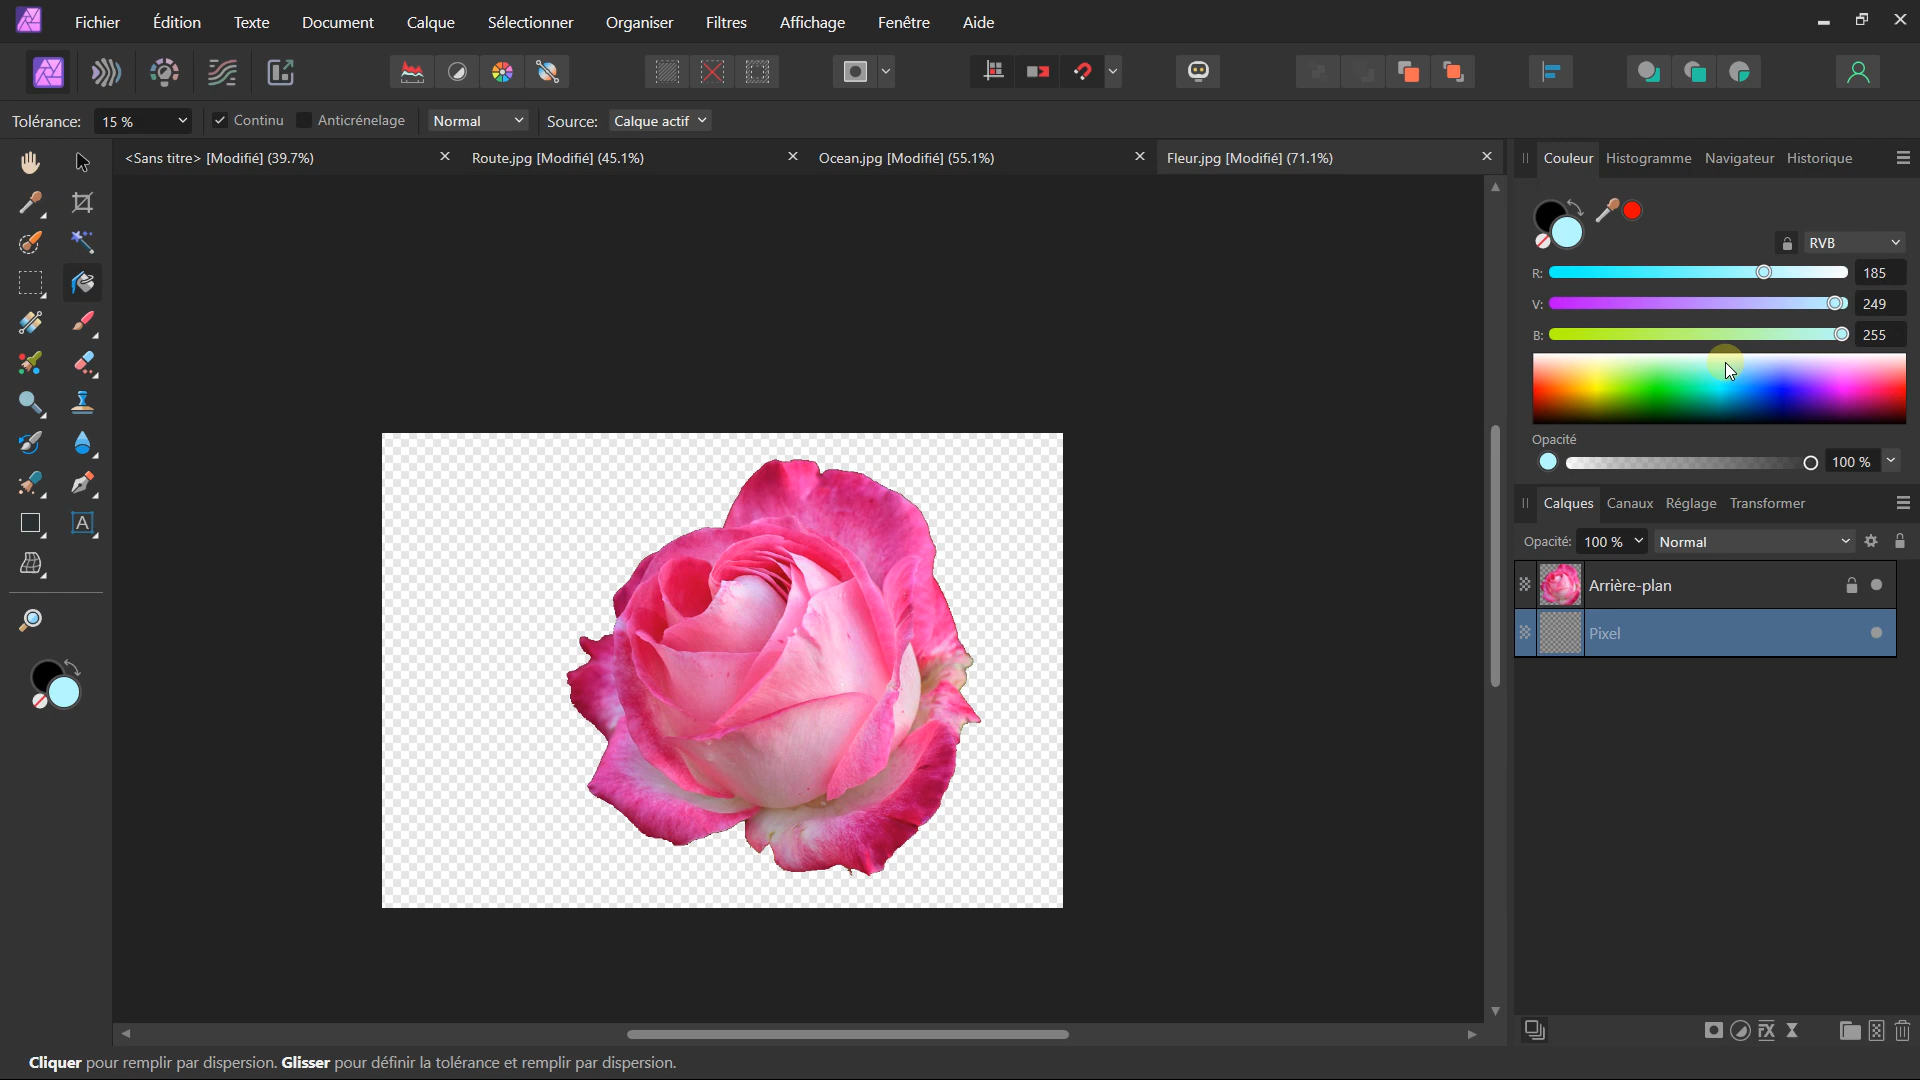 Fichier Édition Texte Document Calque Sélectionner Organiser Filtres Affichage Fenêtre Aide
Tolérance: 15 % Continu Anticrénelage Normal Source: Calque actif
<Sans titre> [Modifié] (39.7%) Route.jpg [Modifié] (45.1%) Ocean.jpg [Modifié] (55.1%) Fleur.jpg [Modifié] (71.1%)
Couleur Histogramme Navigateur Historique
RVB
R: 185
V: 249
B: 255
Opacité
100 %
Calques Canaux Réglage Transformer
Opacité: 100 % Normal
Arrière-plan
Pixel
A
Cliquer pour remplir par dispersion. Glisser pour définir la tolérance et remplir par dispersion.